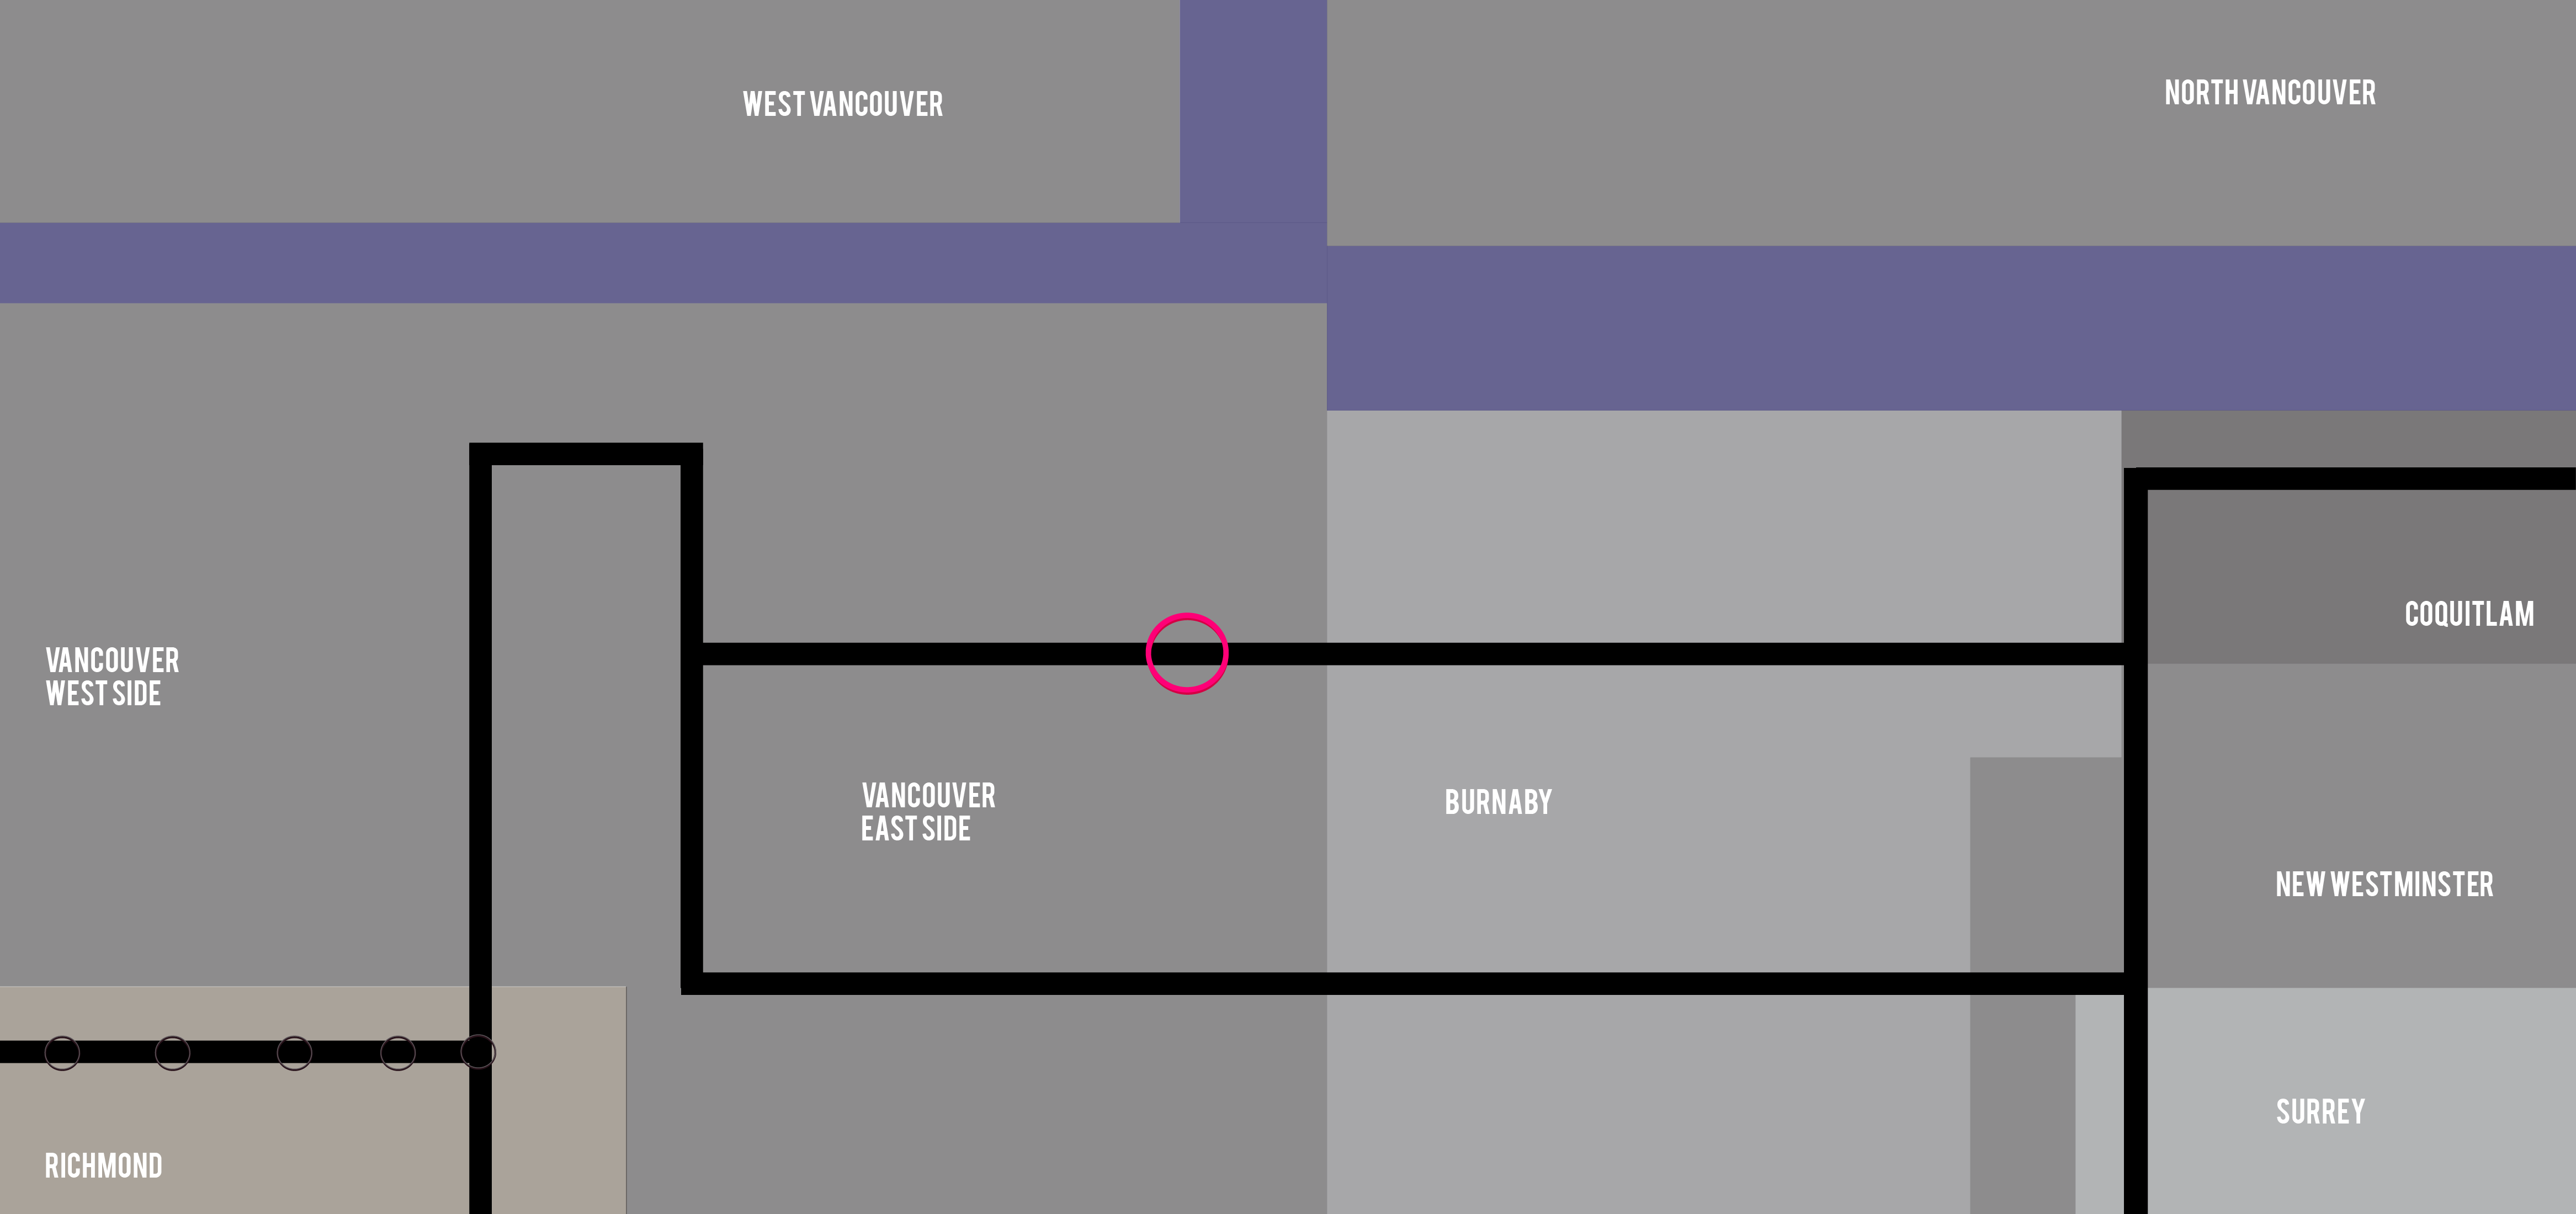 WEST VANCOUVER
NORTH VANCOUVER
COQUITLAM
VANCOUVER
WEST SIDE
VANCOUVER
EAST SIDE
BURNABY
NEW WESTMINSTER
SURREY
RICHMOND